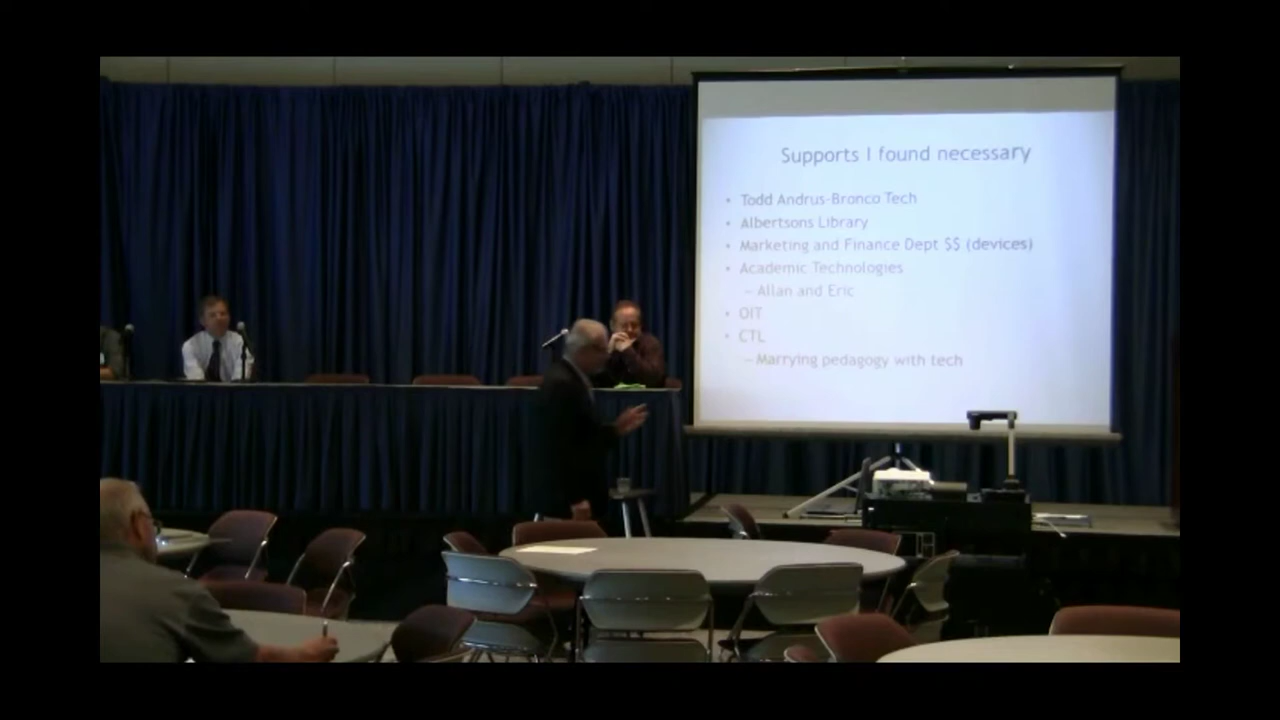 Supports I found necessary
• Todd Andrus-Bronco Tech
• Albertsons Library
• Marketing and Finance Dept $$ (devices)
• Academic Technologies
– Allan and Eric
• OIT
• CTL
– Marrying pedagogy with tech